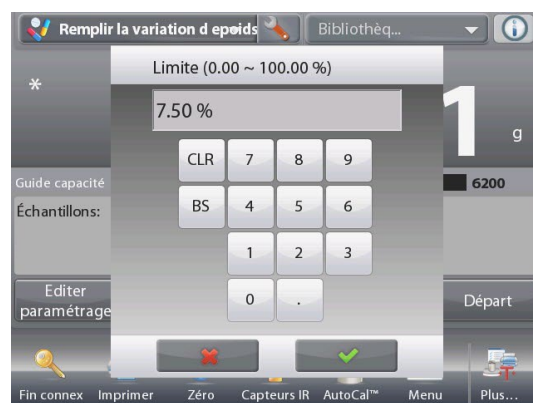 Remplir la variation d epoids
Bibliothèq...
Limite (0.00 ~ 100.00 %)
*
7.50 %
1
g
CLR 7 8 9
Guide capacité
6200
BS 4 5 6
Échantillons:
1 2 3
0 .
Editer
paramétrage
Départ
Fin connex Imprimer Zéro Capteurs IR AutoCal™ Menu Plus...